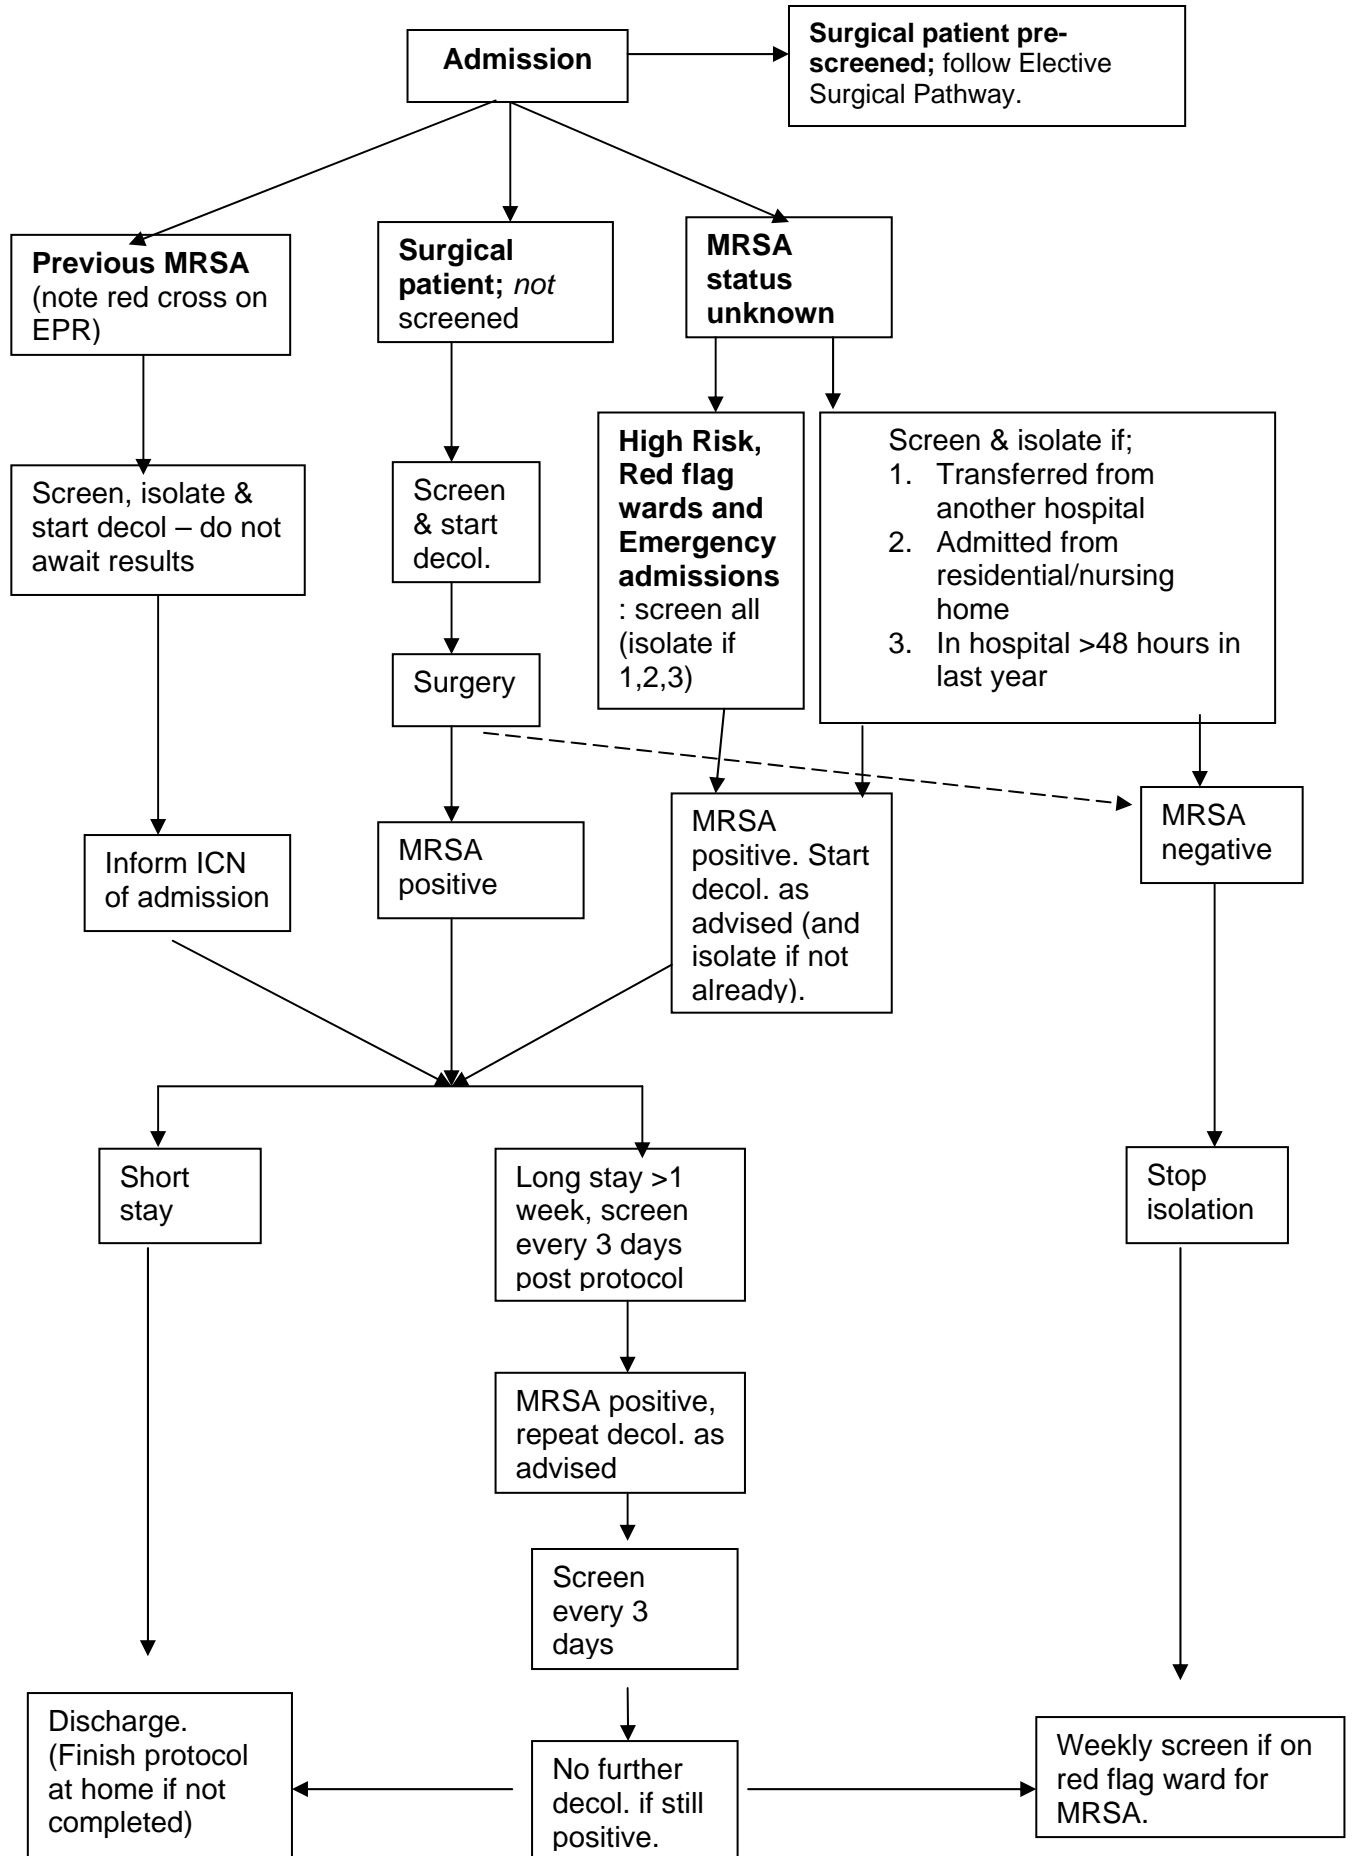 Admission
Surgical patient pre-
screened; follow Elective
Surgical Pathway.
Previous MRSA
(note red cross on
EPR)
Surgical
patient; not
screened
MRSA
status
unknown
Screen, isolate &
start decol – do not
await results
Screen
& start
decol.
High Risk,
Red flag
wards and
Emergency
admissions
: screen all
(isolate if
1,2,3)
Screen & isolate if;
1. Transferred from
another hospital
2. Admitted from
residential/nursing
home
3. In hospital >48 hours in
last year
Surgery
Inform ICN
of admission
MRSA
positive
MRSA
positive. Start
decol. as
advised (and
isolate if not
already).
MRSA
negative
Short
stay
Long stay >1
week, screen
every 3 days
post protocol
Stop
isolation
MRSA positive,
repeat decol. as
advised
Screen
every 3
days
Discharge.
(Finish protocol
at home if not
completed)
No further
decol. if still
positive.
Weekly screen if on
red flag ward for
MRSA.